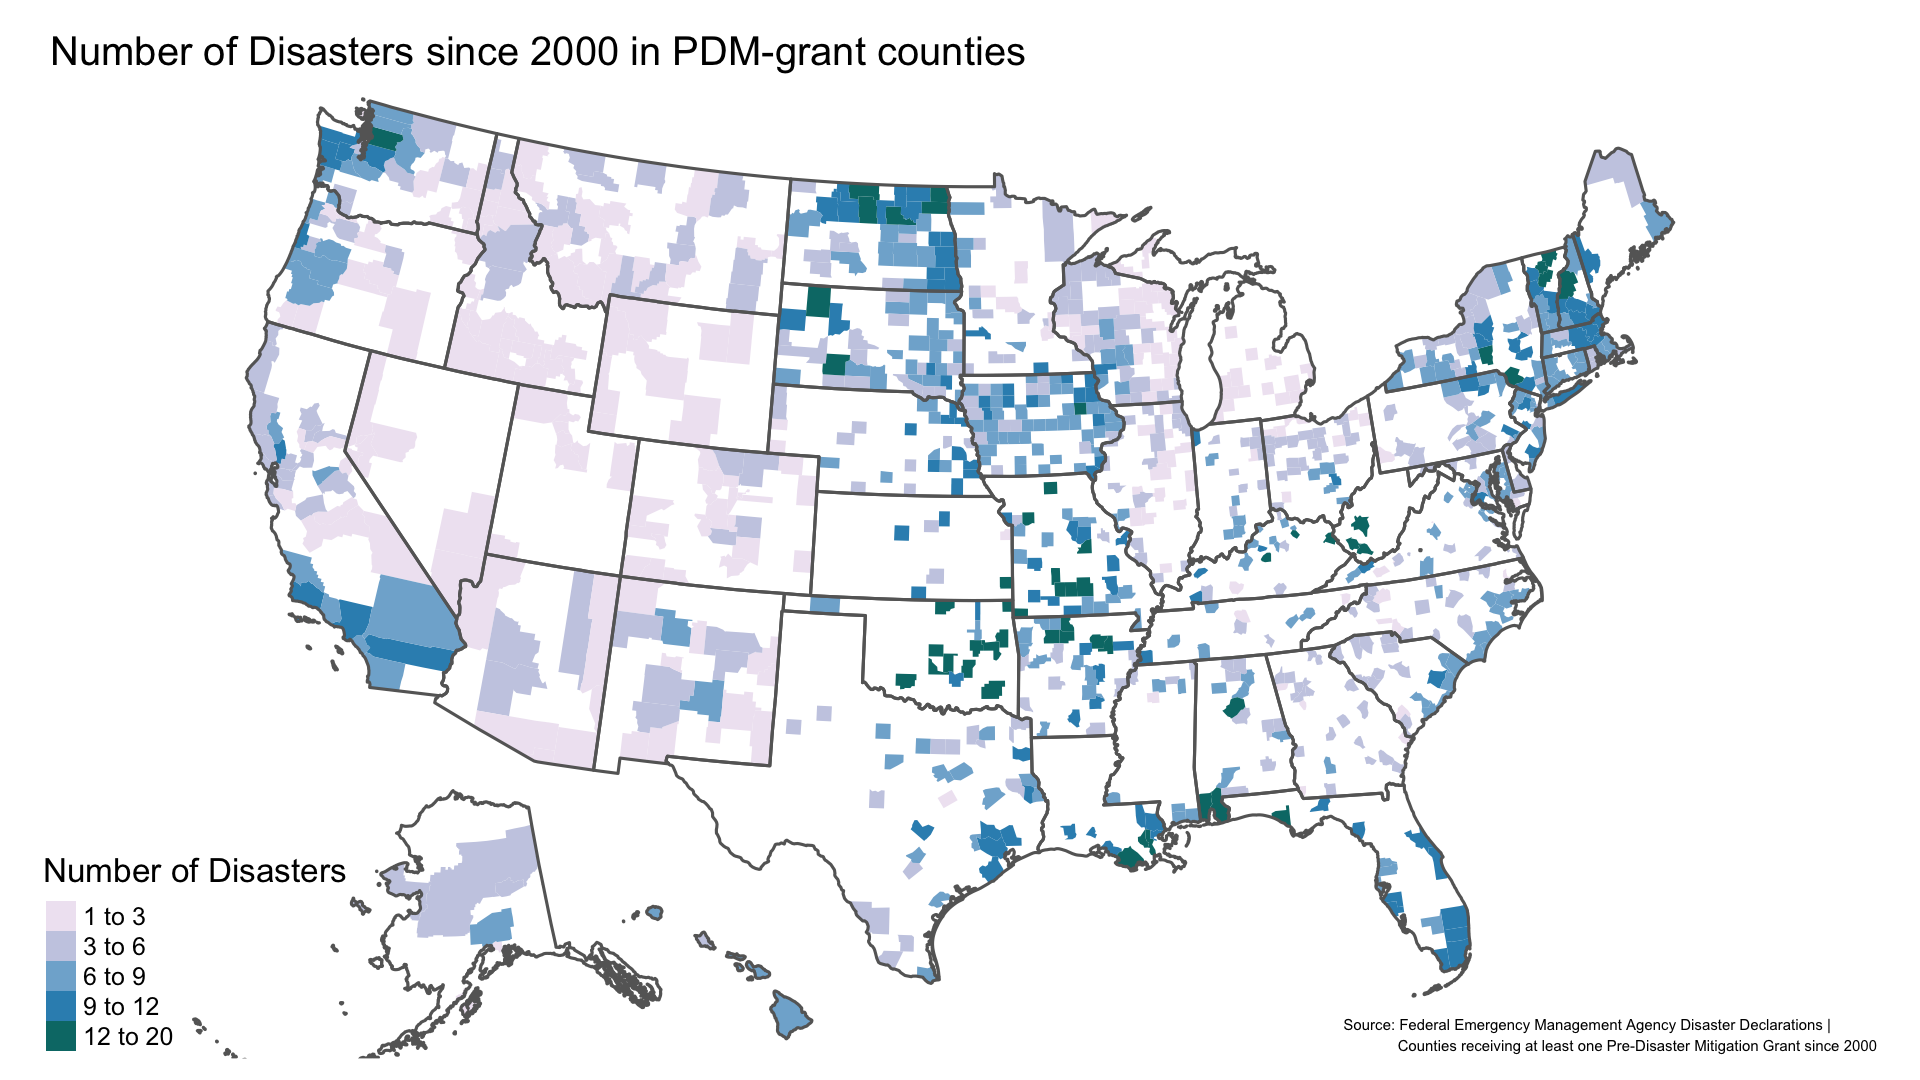 Number of Disasters since 2000 in PDM-grant counties
Number of Disasters
1 to 3
3 to 6
6 to 9
9 to 12
12 to 20
Source: Federal Emergency Management Agency Disaster Declarations |
Counties receiving at least one Pre-Disaster Mitigation Grant since 2000